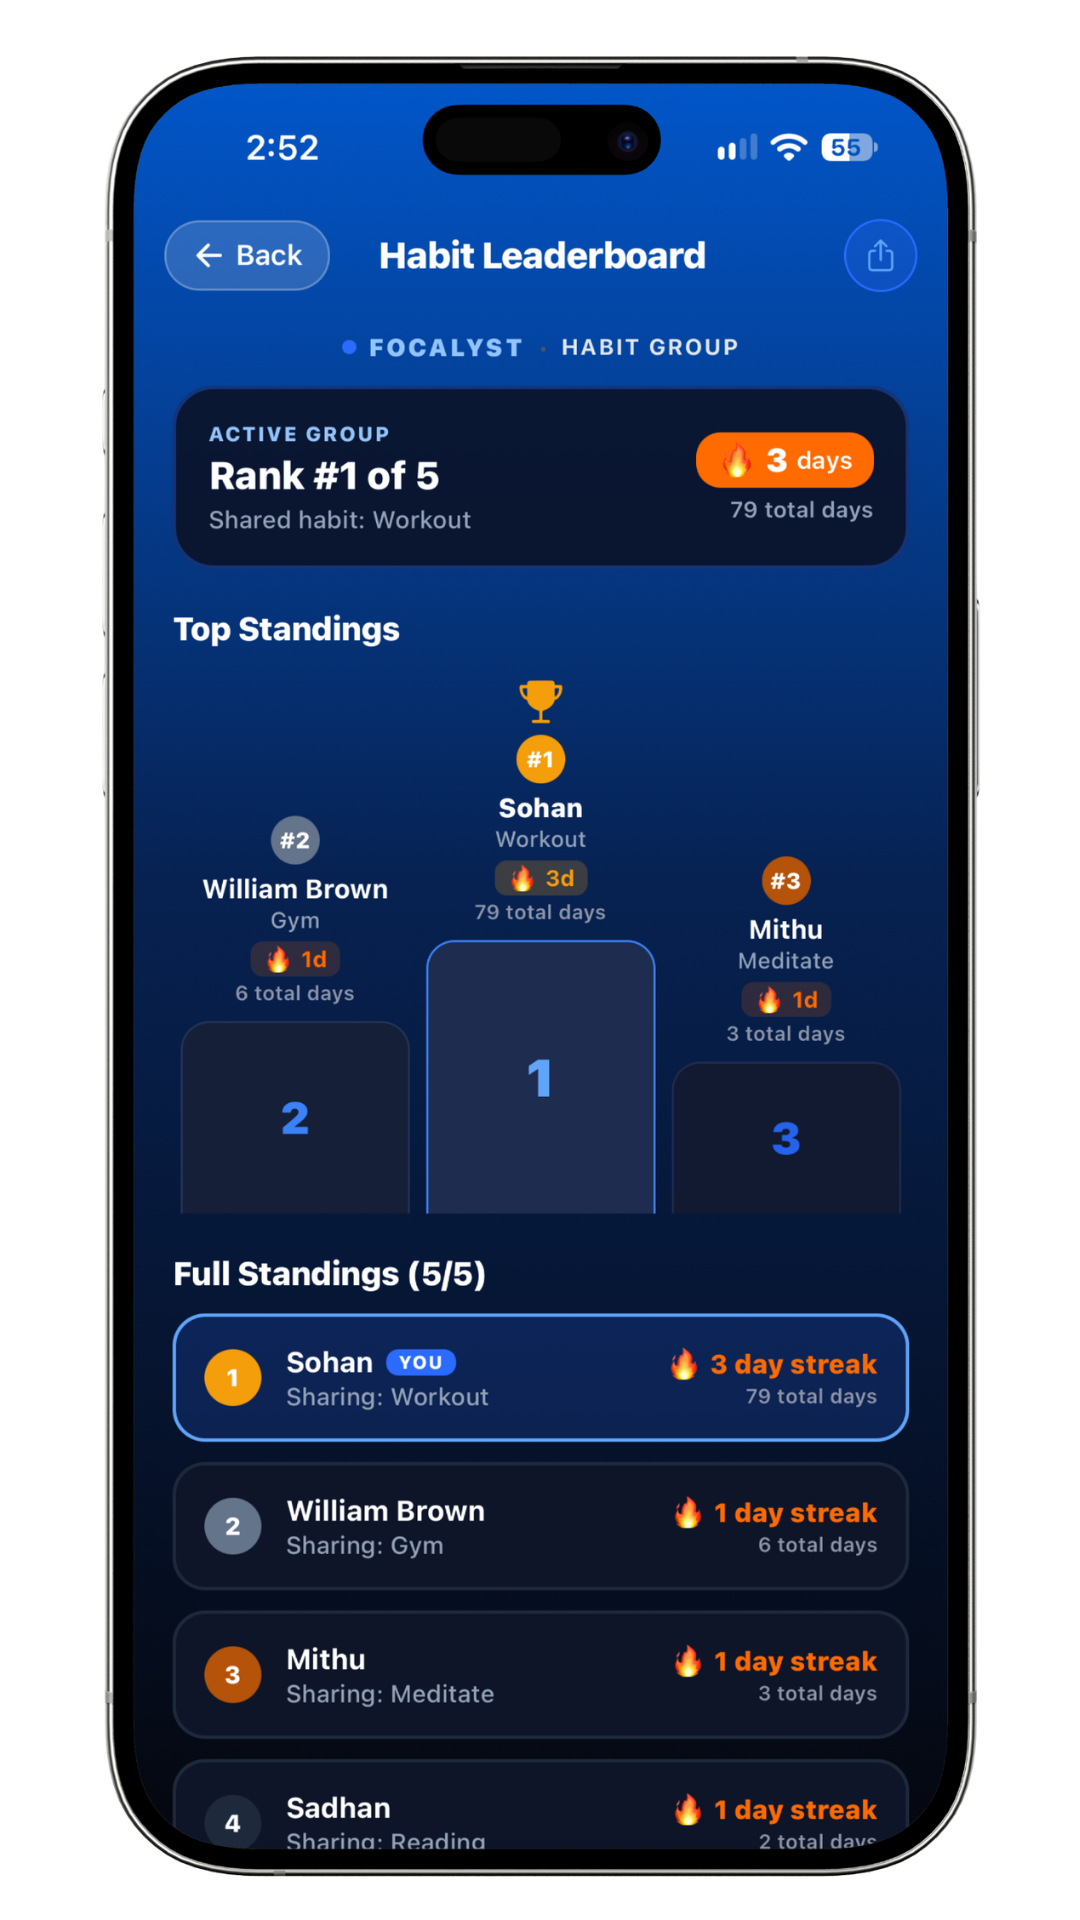 2:52
55
← Back
Habit Leaderboard
FOCALYST · HABIT GROUP
ACTIVE GROUP
Rank #1 of 5
Shared habit: Workout
🔥 3 days
79 total days
Top Standings
#1
Sohan
Workout
🔥 3d
79 total days
#2
William Brown
Gym
🔥 1d
6 total days
#3
Mithu
Meditate
🔥 1d
3 total days
2
1
3
Full Standings (5/5)
1
Sohan YOU
Sharing: Workout
🔥 3 day streak
79 total days
2
William Brown
Sharing: Gym
🔥 1 day streak
6 total days
3
Mithu
Sharing: Meditate
🔥 1 day streak
3 total days
4
Sadhan
Sharing: Reading
🔥 1 day streak
2 total days